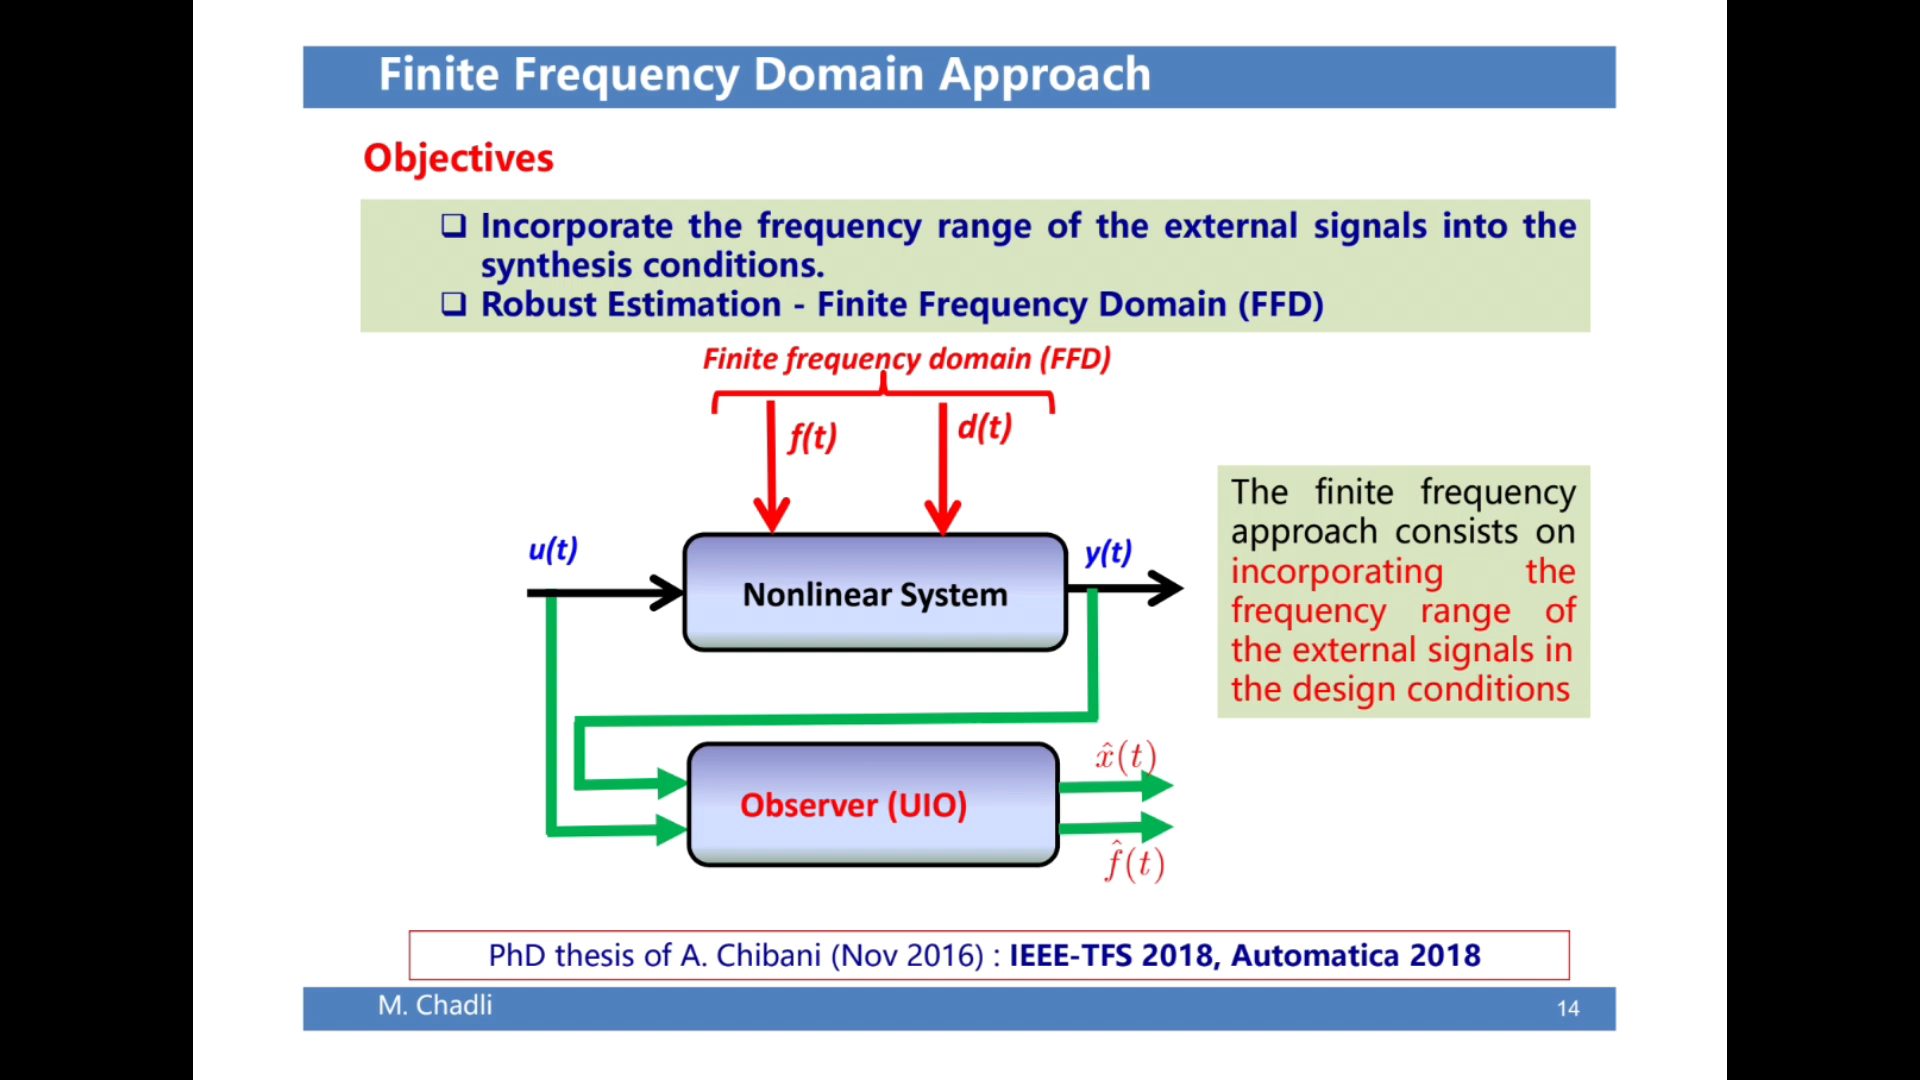 Finite Frequency Domain Approach
Objectives
❑ Incorporate the frequency range of the external signals into the
synthesis conditions.
❑ Robust Estimation - Finite Frequency Domain (FFD)
Finite frequency domain (FFD)
f(t)
d(t)
u(t)
y(t)
Nonlinear System
The finite frequency
approach consists on
incorporating the
frequency range of
the external signals in
the design conditions
x̂(t)
Observer (UIO)
f̂(t)
PhD thesis of A. Chibani (Nov 2016) : IEEE-TFS 2018, Automatica 2018
M. Chadli
14